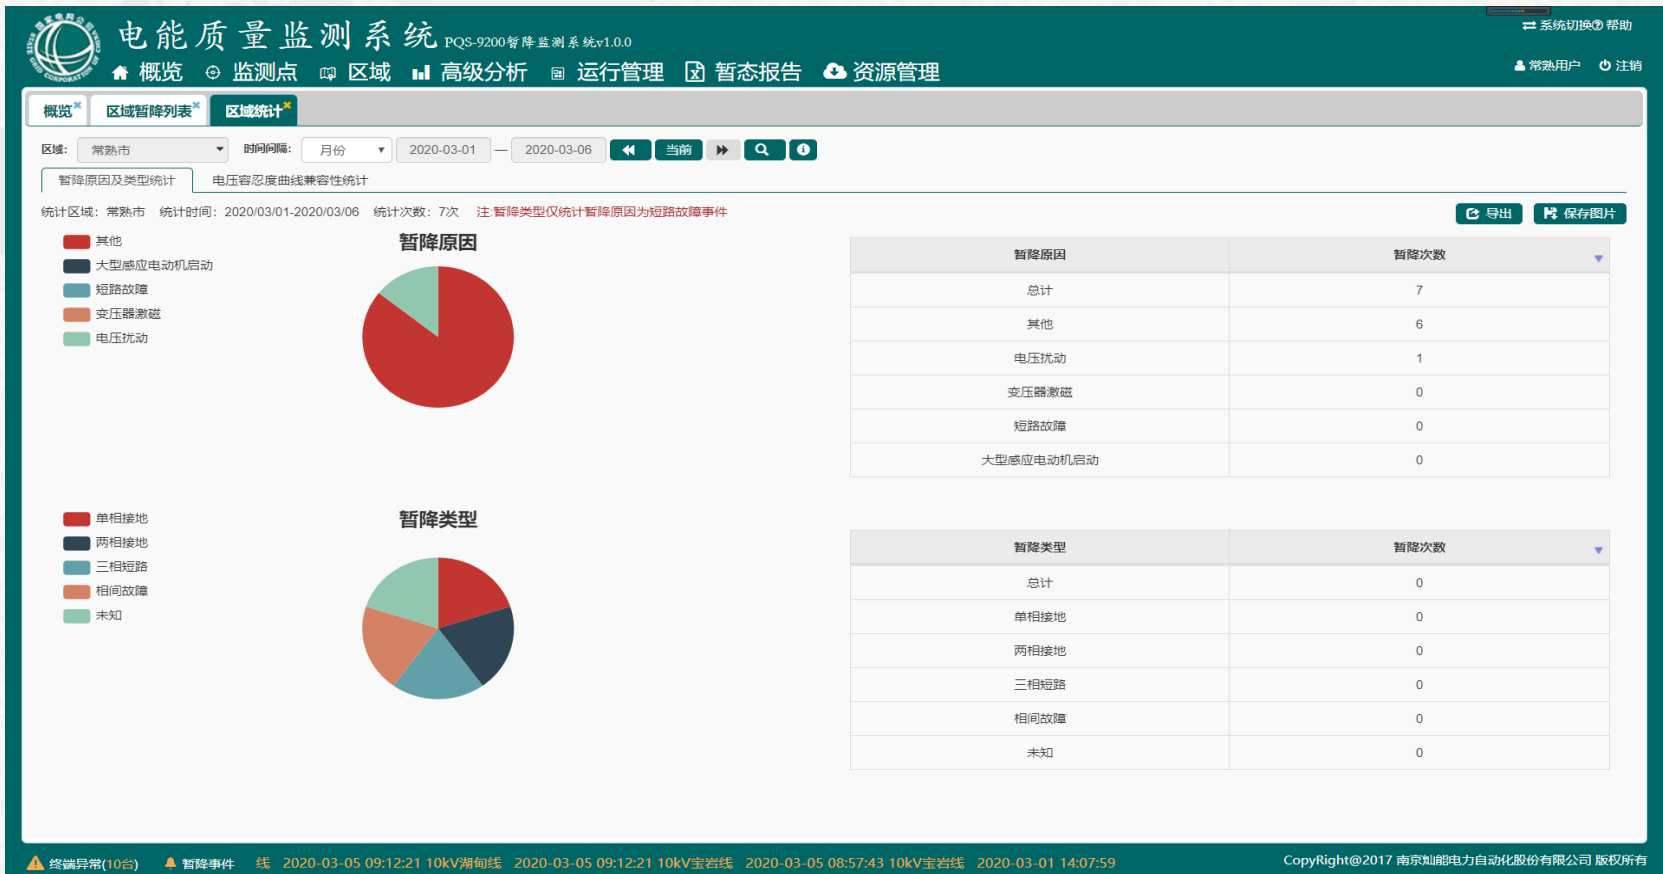 电能质量监测系统 PQS-9200暂降监测系统v1.0.0
系统切换 帮助
概览 监测点 区域 高级分析 运行管理 暂态报告 资源管理
常熟用户 注销
概览 区域暂降列表 区域统计
区域: 常熟市 时间间隔: 月份 2020-03-01 — 2020-03-06 当前
暂降原因及类型统计 电压容忍度曲线兼容性统计
统计区域: 常熟市 统计时间: 2020/03/01-2020/03/06 统计次数: 7次 注:暂降类型仅统计暂降原因为短路故障事件
导出 保存图片
暂降原因
其他
大型感应电动机启动
短路故障
变压器激磁
电压扰动
暂降原因 暂降次数
总计 7
其他 6
电压扰动 1
变压器激磁 0
短路故障 0
大型感应电动机启动 0
暂降类型
单相接地
两相接地
三相短路
相间故障
未知
暂降类型 暂降次数
总计 0
单相接地 0
两相接地 0
三相短路 0
相间故障 0
未知 0
终端异常(10台) 暂降事件 线 2020-03-05 09:12:21 10kV湖甸线 2020-03-05 09:12:21 10kV宝岩线 2020-03-05 08:57:43 10kV宝岩线 2020-03-01 14:07:59
CopyRight@2017 南京灿能电力自动化股份有限公司 版权所有